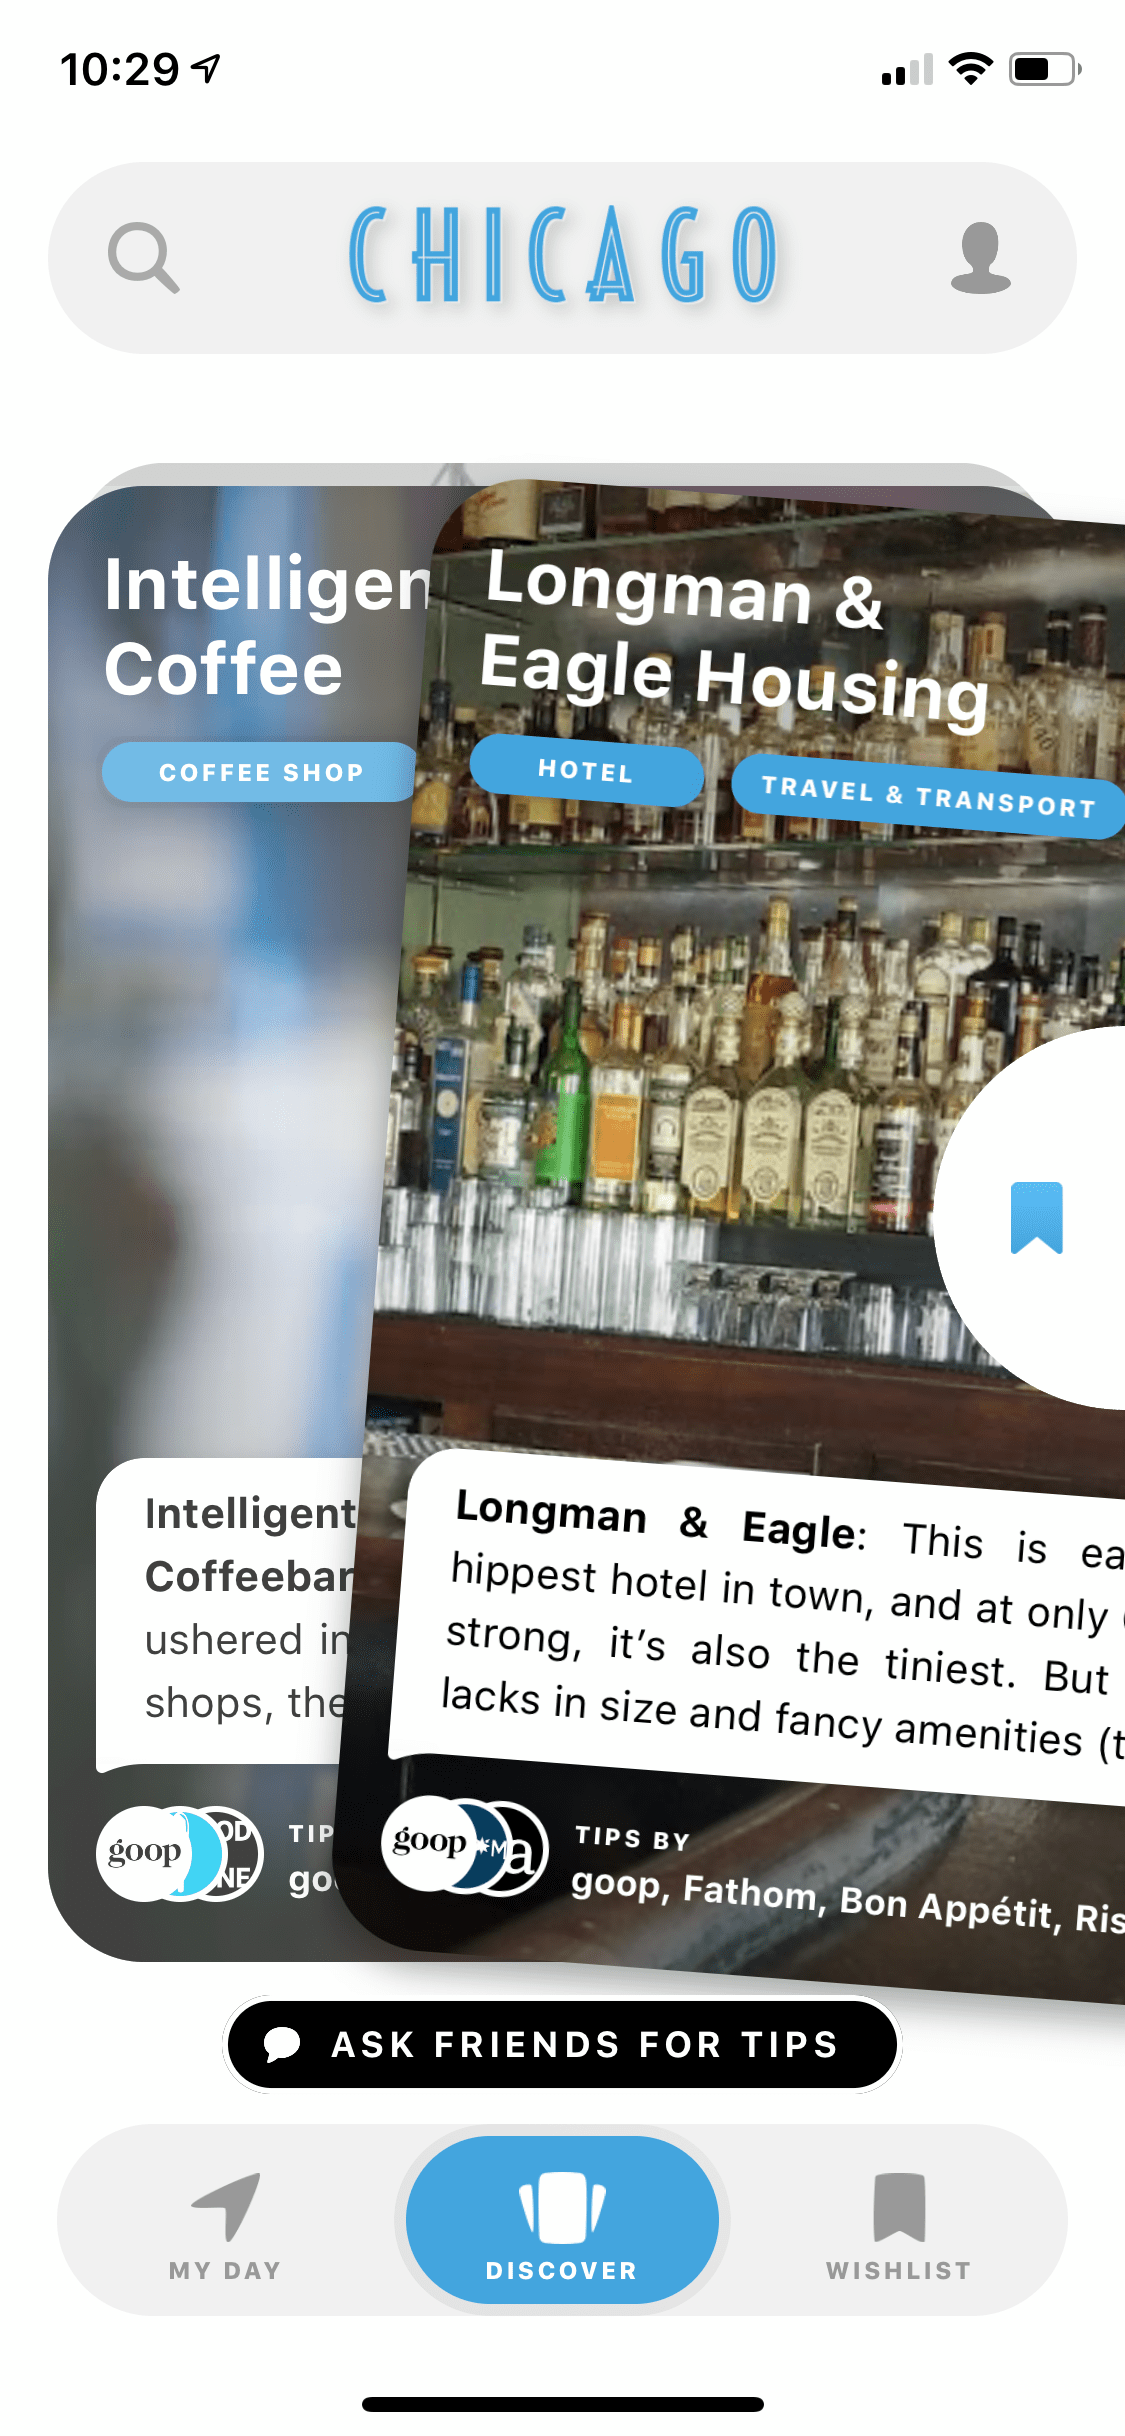 10:29
CHICAGO
Intelligen
Coffee
COFFEE SHOP
Longman &
Eagle Housing
HOTEL
TRAVEL & TRANSPORT
Intelligent
Coffeebar
ushered in
shops, the
goop
OD
NE
TIP
go
Longman & Eagle: This is ea
hippest hotel in town, and at only
strong, it's also the tiniest. But
lacks in size and fancy amenities (t
goop
M
a
TIPS BY
goop, Fathom, Bon Appétit, Ris
ASK FRIENDS FOR TIPS
MY DAY
DISCOVER
WISHLIST